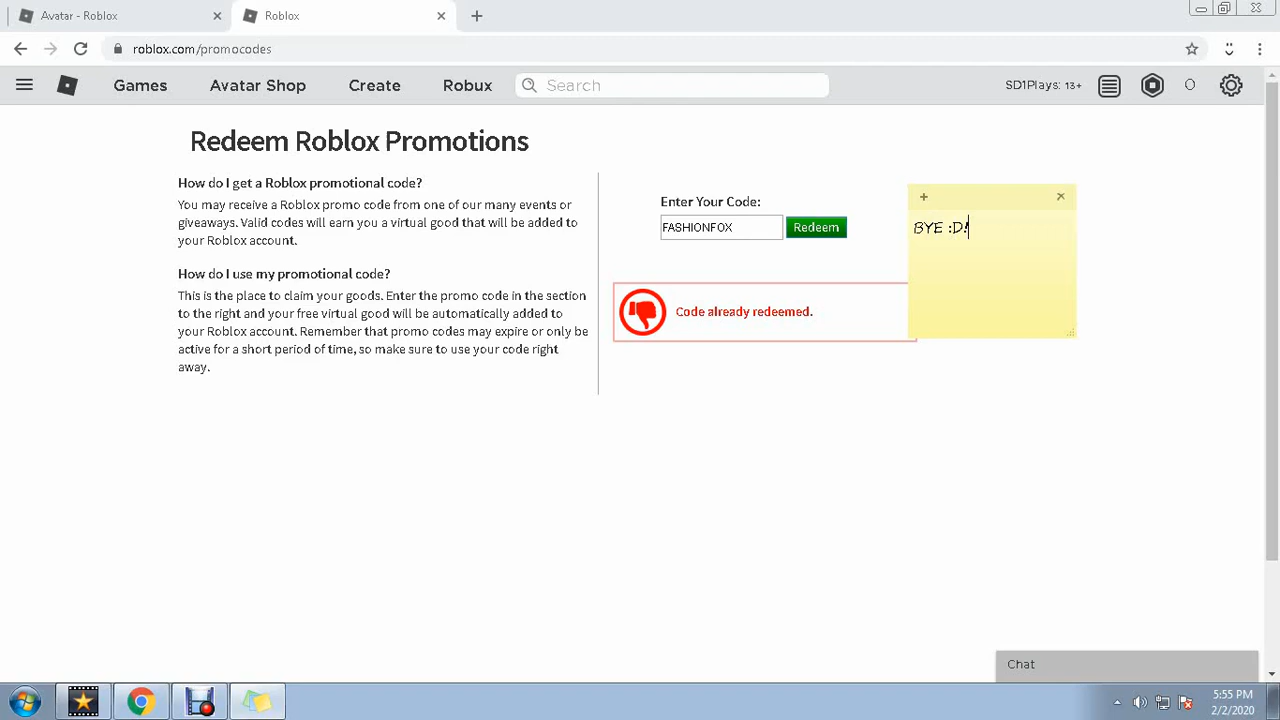 Avatar - Roblox
Roblox
roblox.com/promocodes
Games Avatar Shop Create Robux Search SD1Plays: 13+ 0
Redeem Roblox Promotions
How do I get a Roblox promotional code?
You may receive a Roblox promo code from one of our many events or
giveaways. Valid codes will earn you a virtual good that will be added to
your Roblox account.
How do I use my promotional code?
This is the place to claim your goods. Enter the promo code in the section
to the right and your free virtual good will be automatically added to
your Roblox account. Remember that promo codes may expire or only be
active for a short period of time, so make sure to use your code right
away.
Enter Your Code:
FASHIONFOX Redeem
Code already redeemed.
BYE :D!
Chat
5:55 PM
2/2/2020